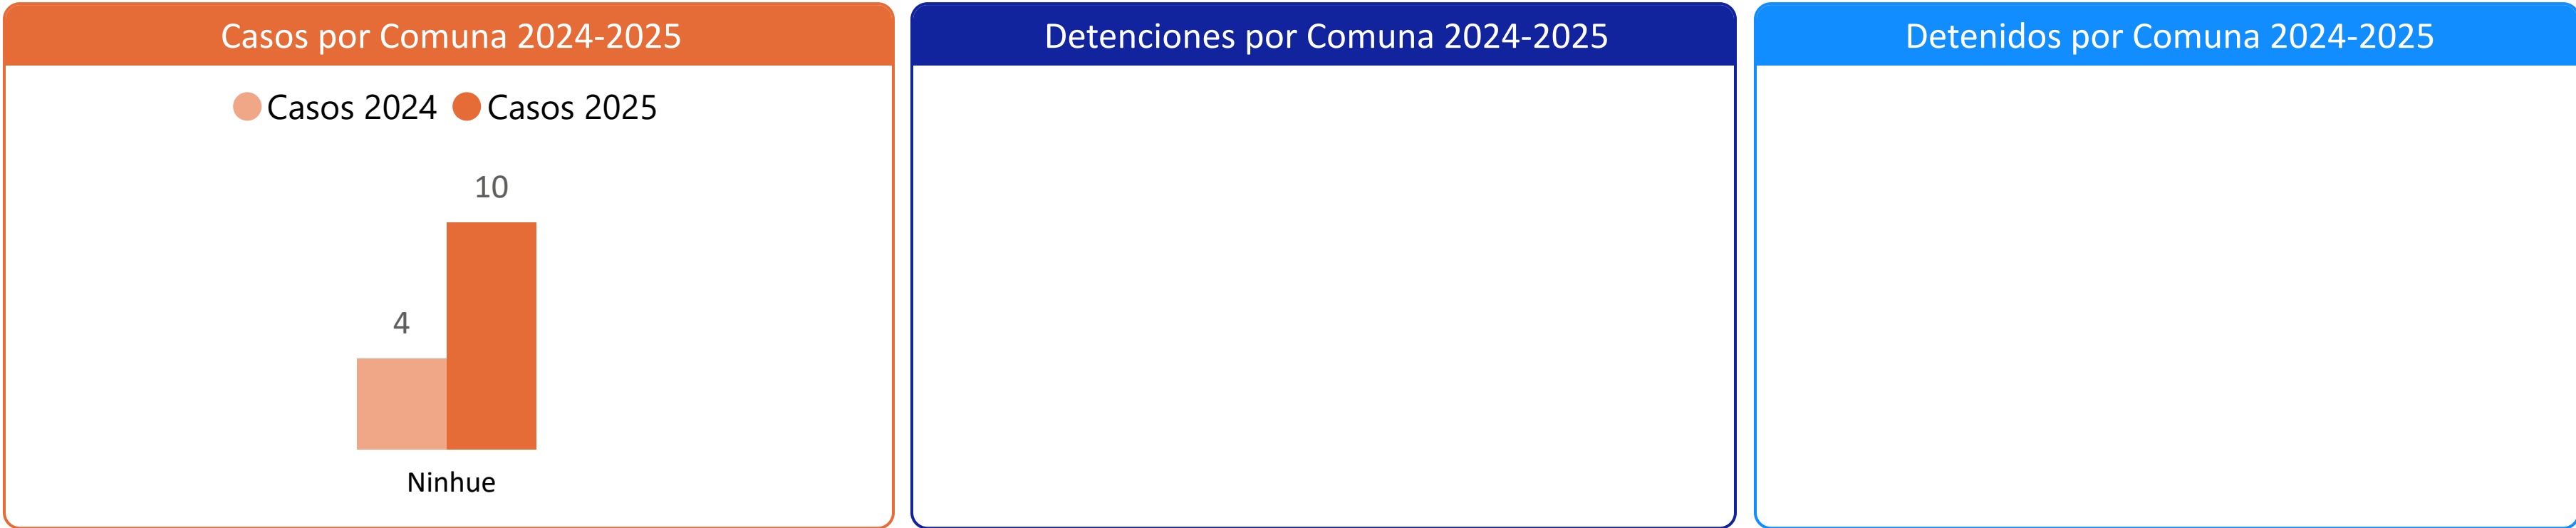 Casos por Comuna 2024-2025
Casos 2024 Casos 2025
10
4
Ninhue
Detenciones por Comuna 2024-2025
Detenidos por Comuna 2024-2025